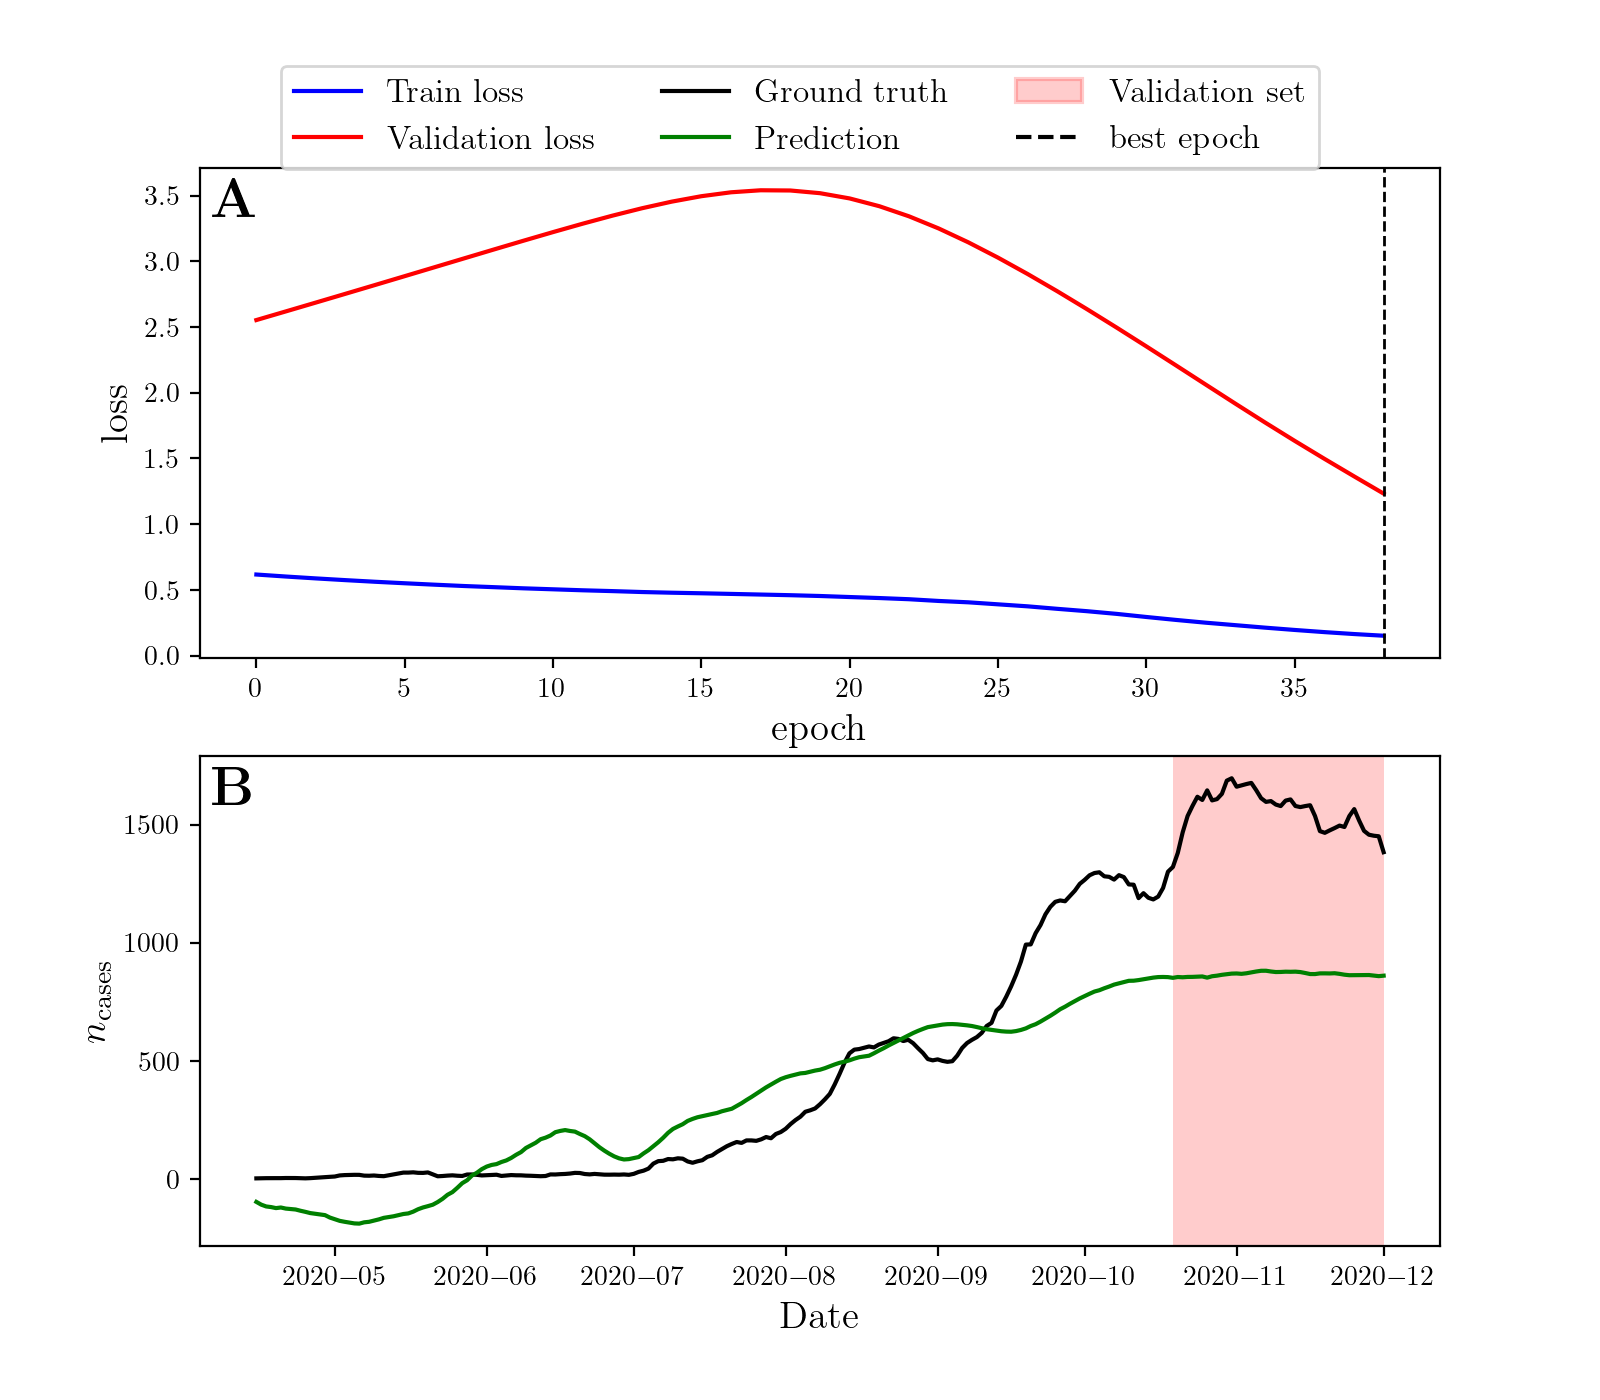 Train loss Ground truth Validation set
Validation loss Prediction best epoch
A
3.5
3.0
2.5
2.0
1.5
1.0
0.5
0.0
loss
0 5 10 15 20 25 30 35
epoch
B
1500
1000
500
0
n_cases
2020–05 2020–06 2020–07 2020–08 2020–09 2020–10 2020–11 2020–12
Date